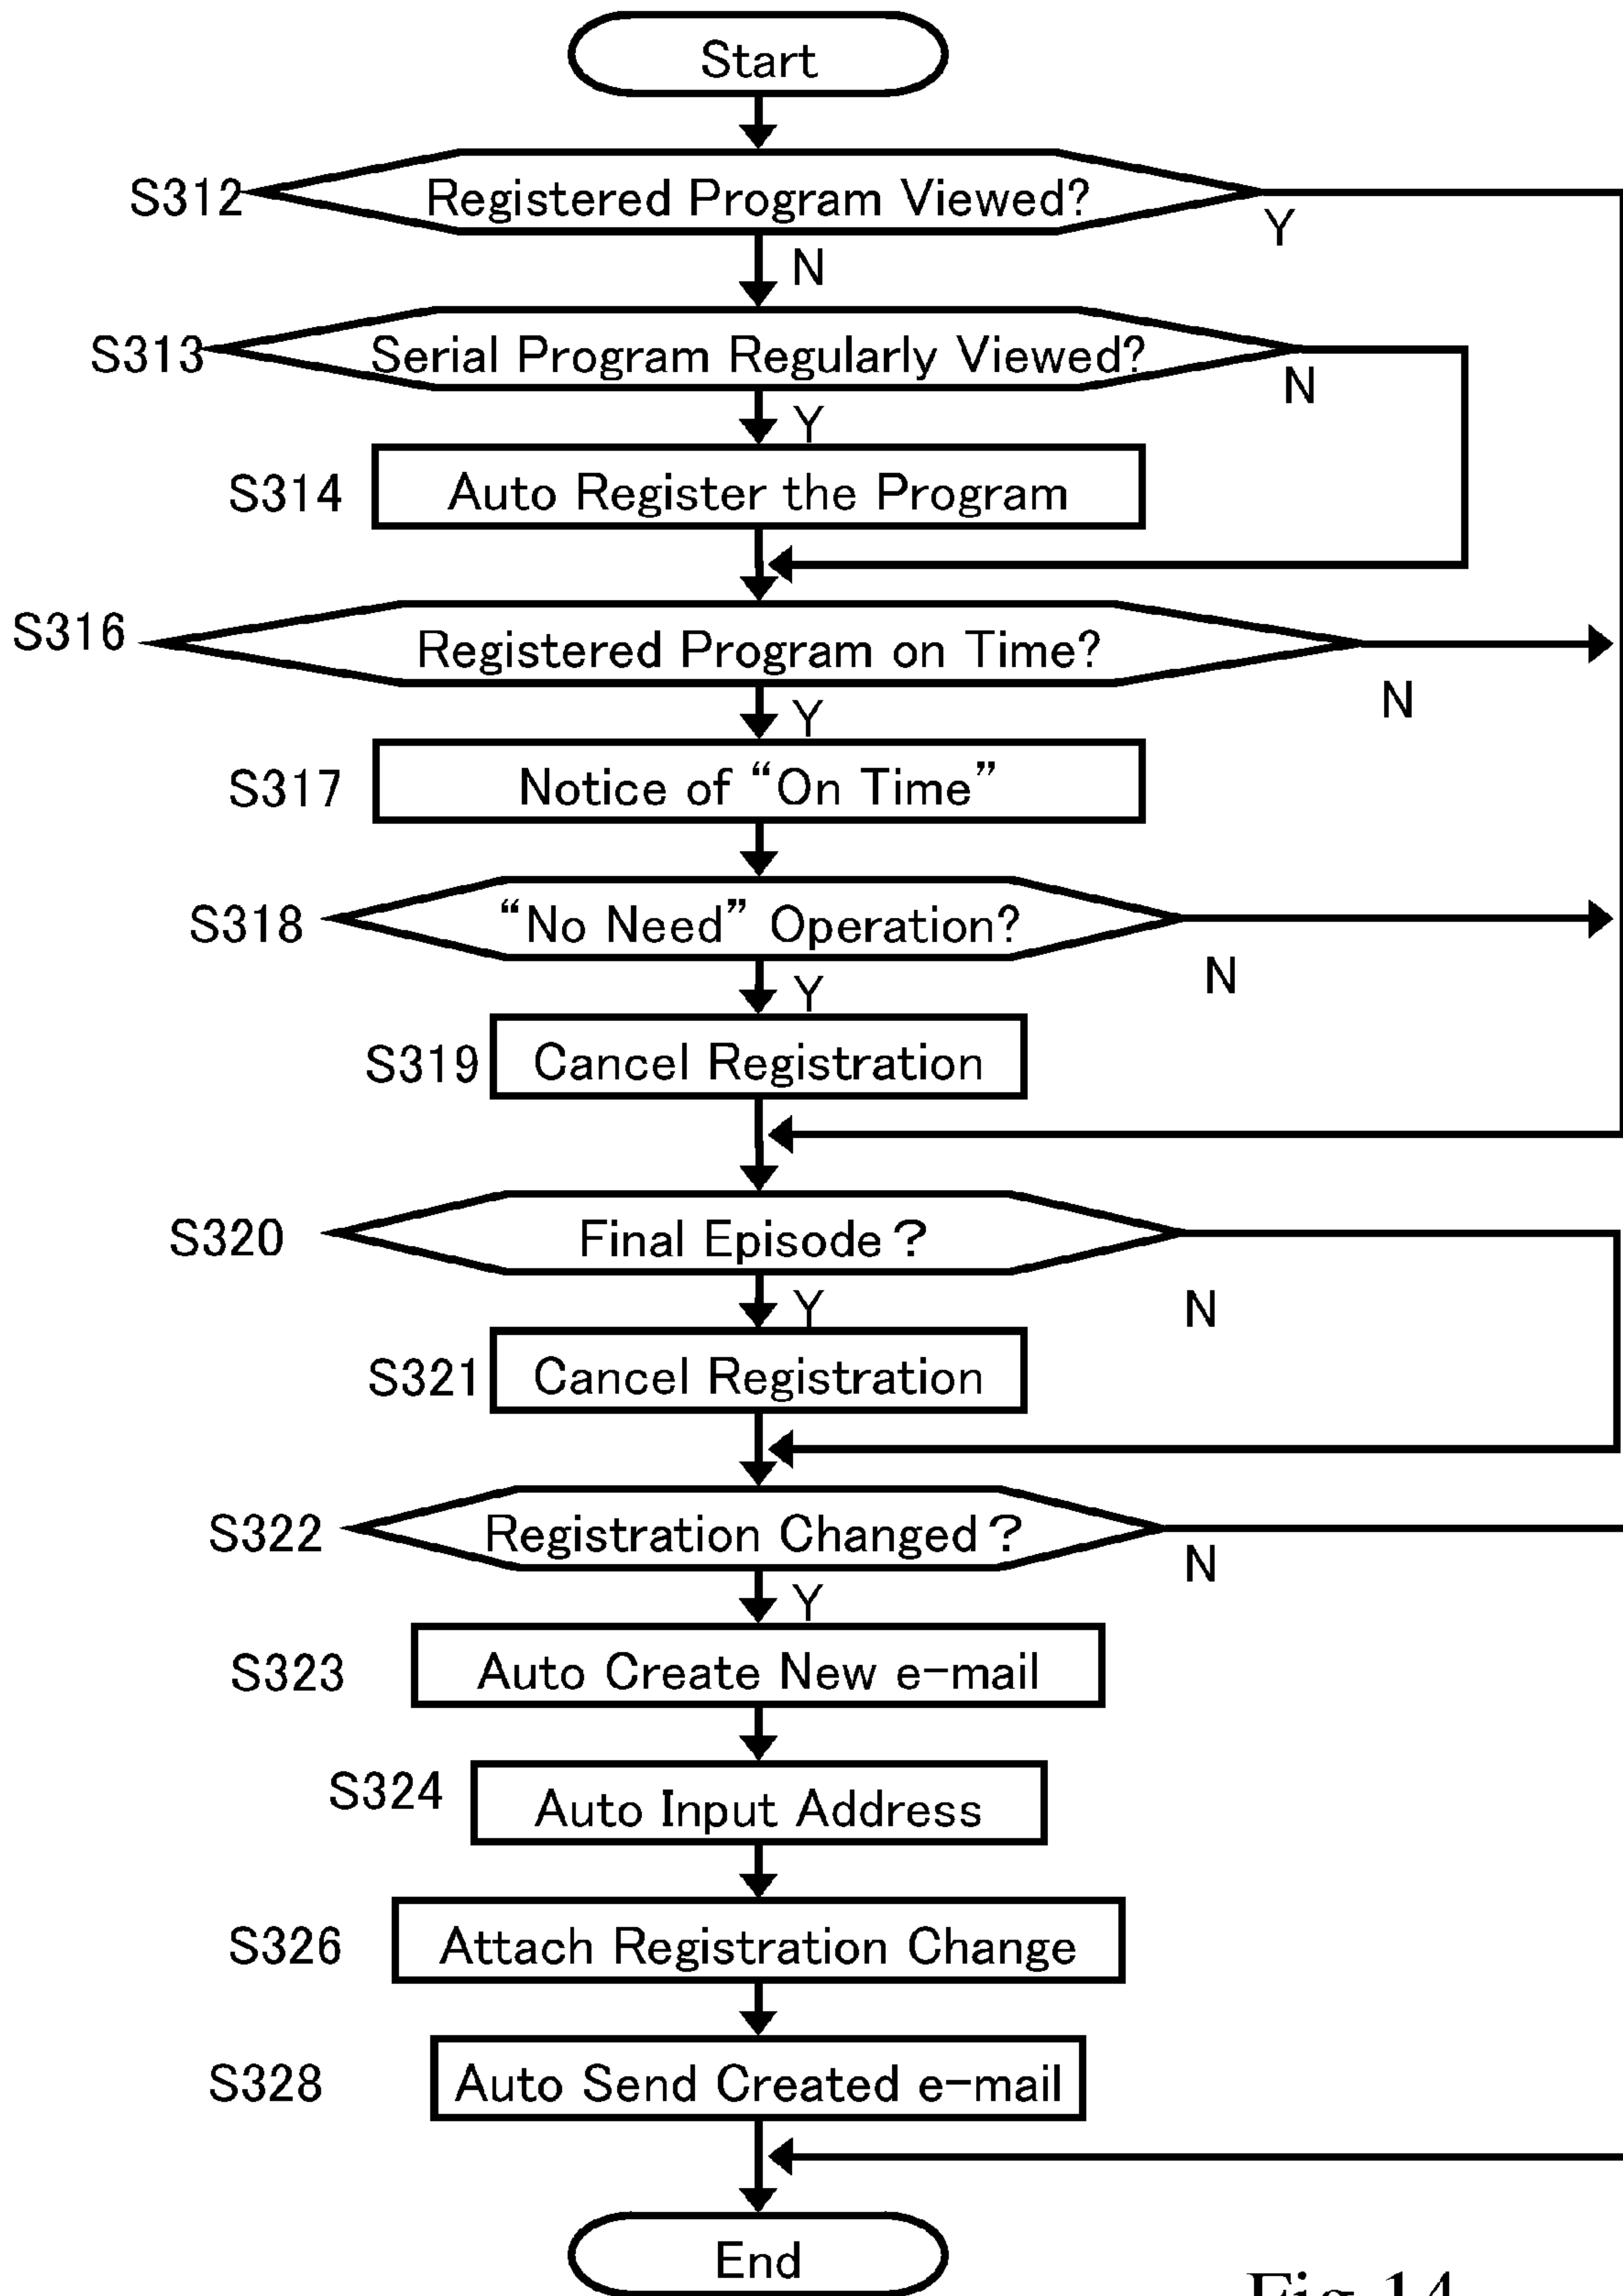 Start
S312
Registered Program Viewed?
Y
N
S313
Serial Program Regularly Viewed?
N
Y
S314
Auto Register the Program
S316
Registered Program on Time?
N
Y
S317
Notice of “On Time”
S318
“No Need” Operation?
N
Y
S319
Cancel Registration
S320
Final Episode ?
N
Y
S321
Cancel Registration
S322
Registration Changed ?
N
Y
S323
Auto Create New e-mail
S324
Auto Input Address
S326
Attach Registration Change
S328
Auto Send Created e-mail
End
Fig.14